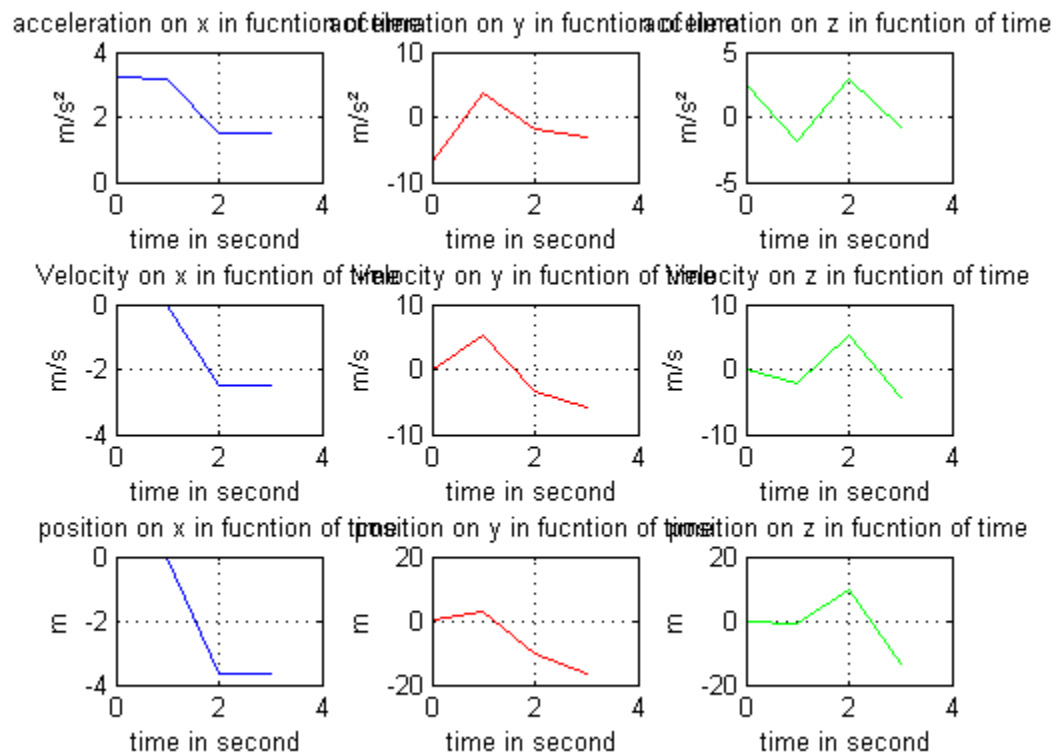 acceleration on x in fucntion of time
acceleration on y in fucntion of time
acceleration on z in fucntion of time
4
2
0
m/s²
0 2 4
time in second
10
0
-10
m/s²
0 2 4
time in second
5
0
-5
m/s²
0 2 4
time in second
Velocity on x in fucntion of time
Velocity on y in fucntion of time
Velocity on z in fucntion of time
0
-2
-4
m/s
0 2 4
time in second
10
0
-10
m/s
0 2 4
time in second
10
0
-10
m/s
0 2 4
time in second
position on x in fucntion of time
position on y in fucntion of time
position on z in fucntion of time
0
-2
-4
m
0 2 4
time in second
20
0
-20
m
0 2 4
time in second
20
0
-20
m
0 2 4
time in second